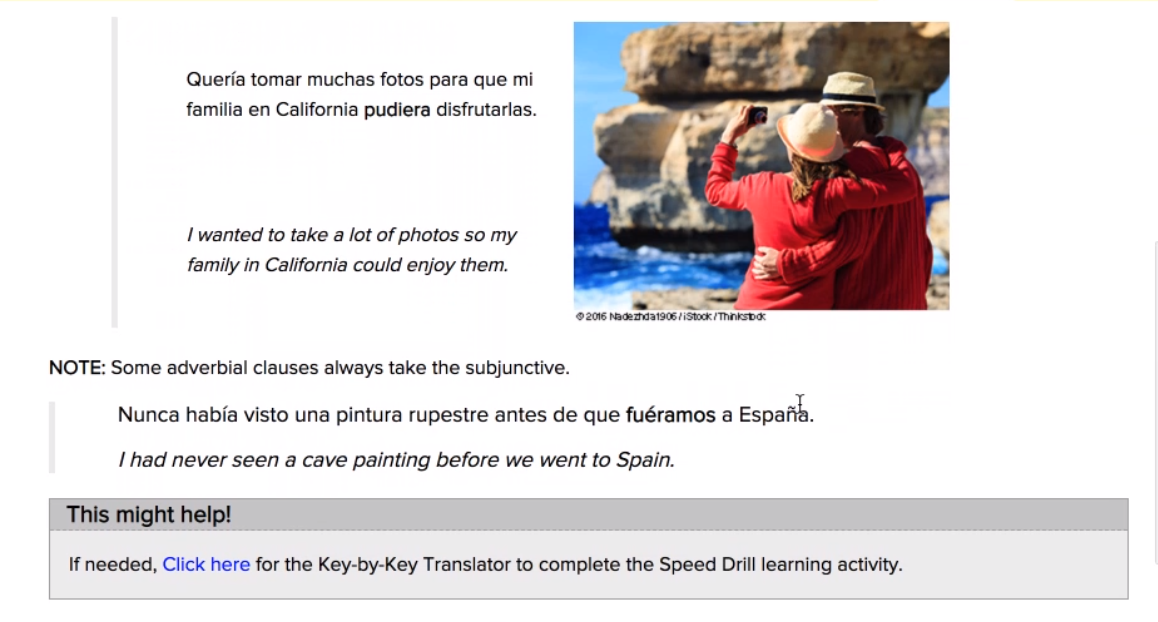 Quería tomar muchas fotos para que mi
familia en California pudiera disfrutarlas.
I wanted to take a lot of photos so my
family in California could enjoy them.
© 2016 Nadezhda1906 / iStock / Thinkstock
NOTE: Some adverbial clauses always take the subjunctive.
Nunca había visto una pintura rupestre antes de que fuéramos a España.
I had never seen a cave painting before we went to Spain.
This might help!
If needed, Click here for the Key-by-Key Translator to complete the Speed Drill learning activity.